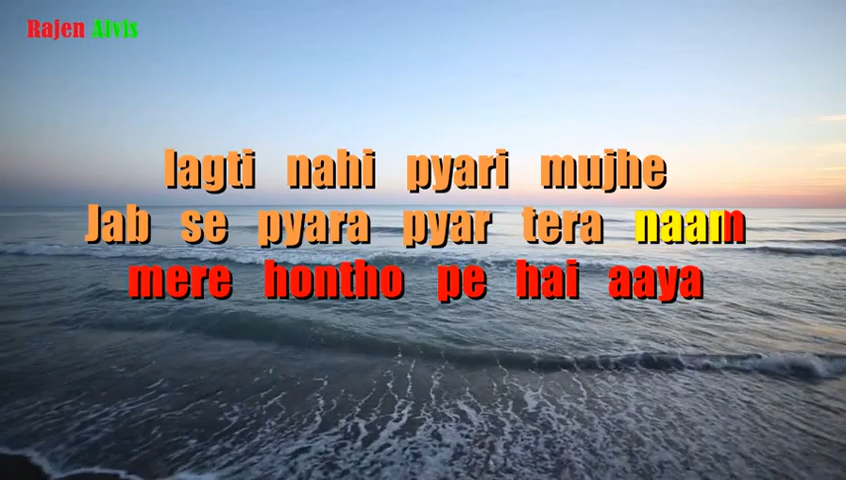 Rajen Alvis
lagti nahi pyari mujhe
Jab se pyara pyar tera naam
mere hontho pe hai aaya